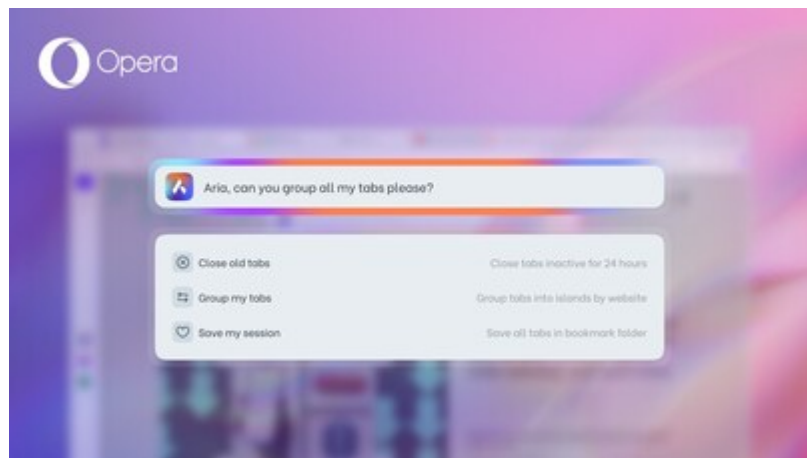 Opera
Aria, can you group all my tabs please?
Close old tabs Close tabs inactive for 24 hours
Group my tabs Group tabs into islands by website
Save my session Save all tabs in bookmark folder